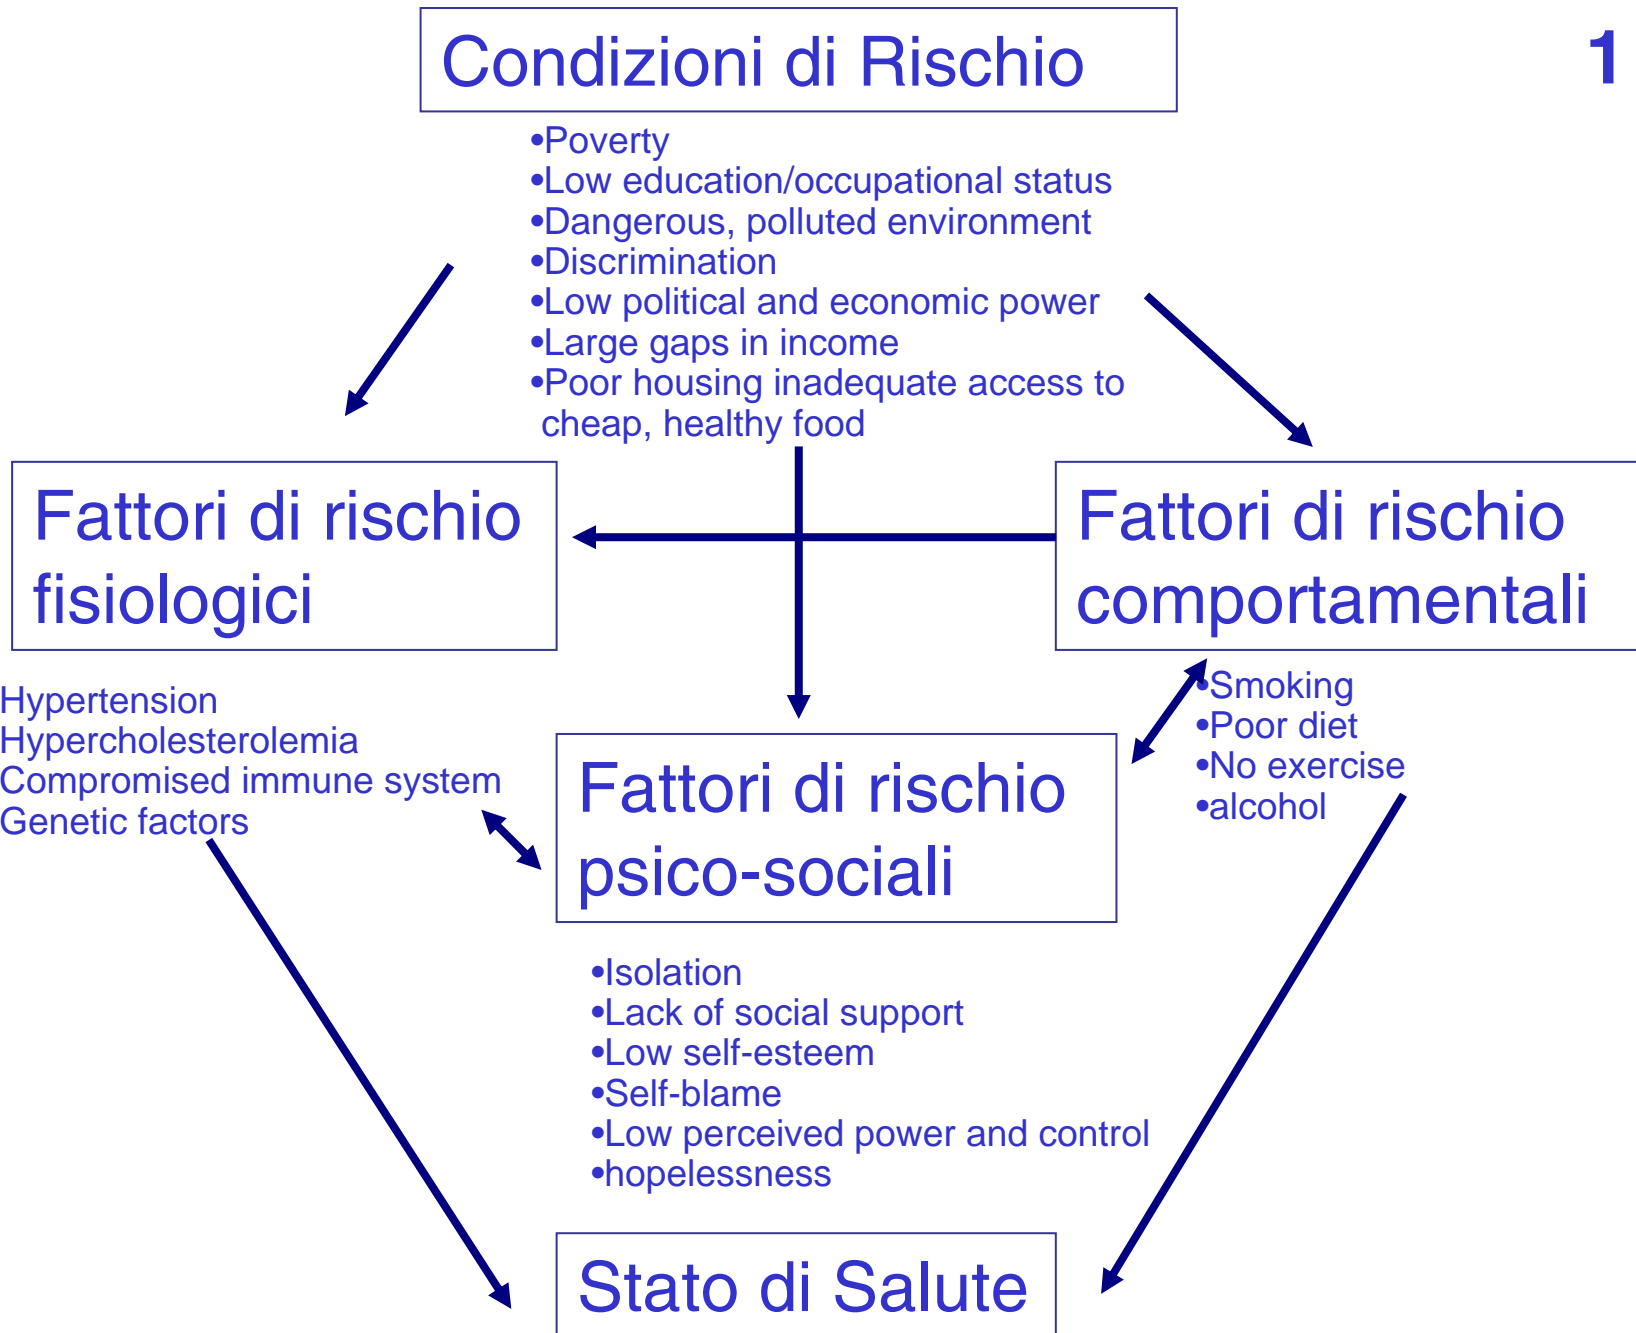 Condizioni di Rischio
1
•Poverty
•Low education/occupational status
•Dangerous, polluted environment
•Discrimination
•Low political and economic power
•Large gaps in income
•Poor housing inadequate access to
cheap, healthy food
Fattori di rischio
fisiologici
Fattori di rischio
comportamentali
Hypertension
Hypercholesterolemia
Compromised immune system
Genetic factors
•Smoking
•Poor diet
•No exercise
•alcohol
Fattori di rischio
psico-sociali
•Isolation
•Lack of social support
•Low self-esteem
•Self-blame
•Low perceived power and control
•hopelessness
Stato di Salute